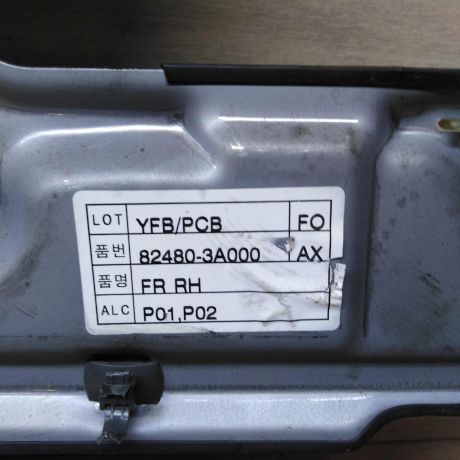 LOT YFB/PCB FO
품번 82480-3A000 AX
품명 FR RH
ALC P01,P02